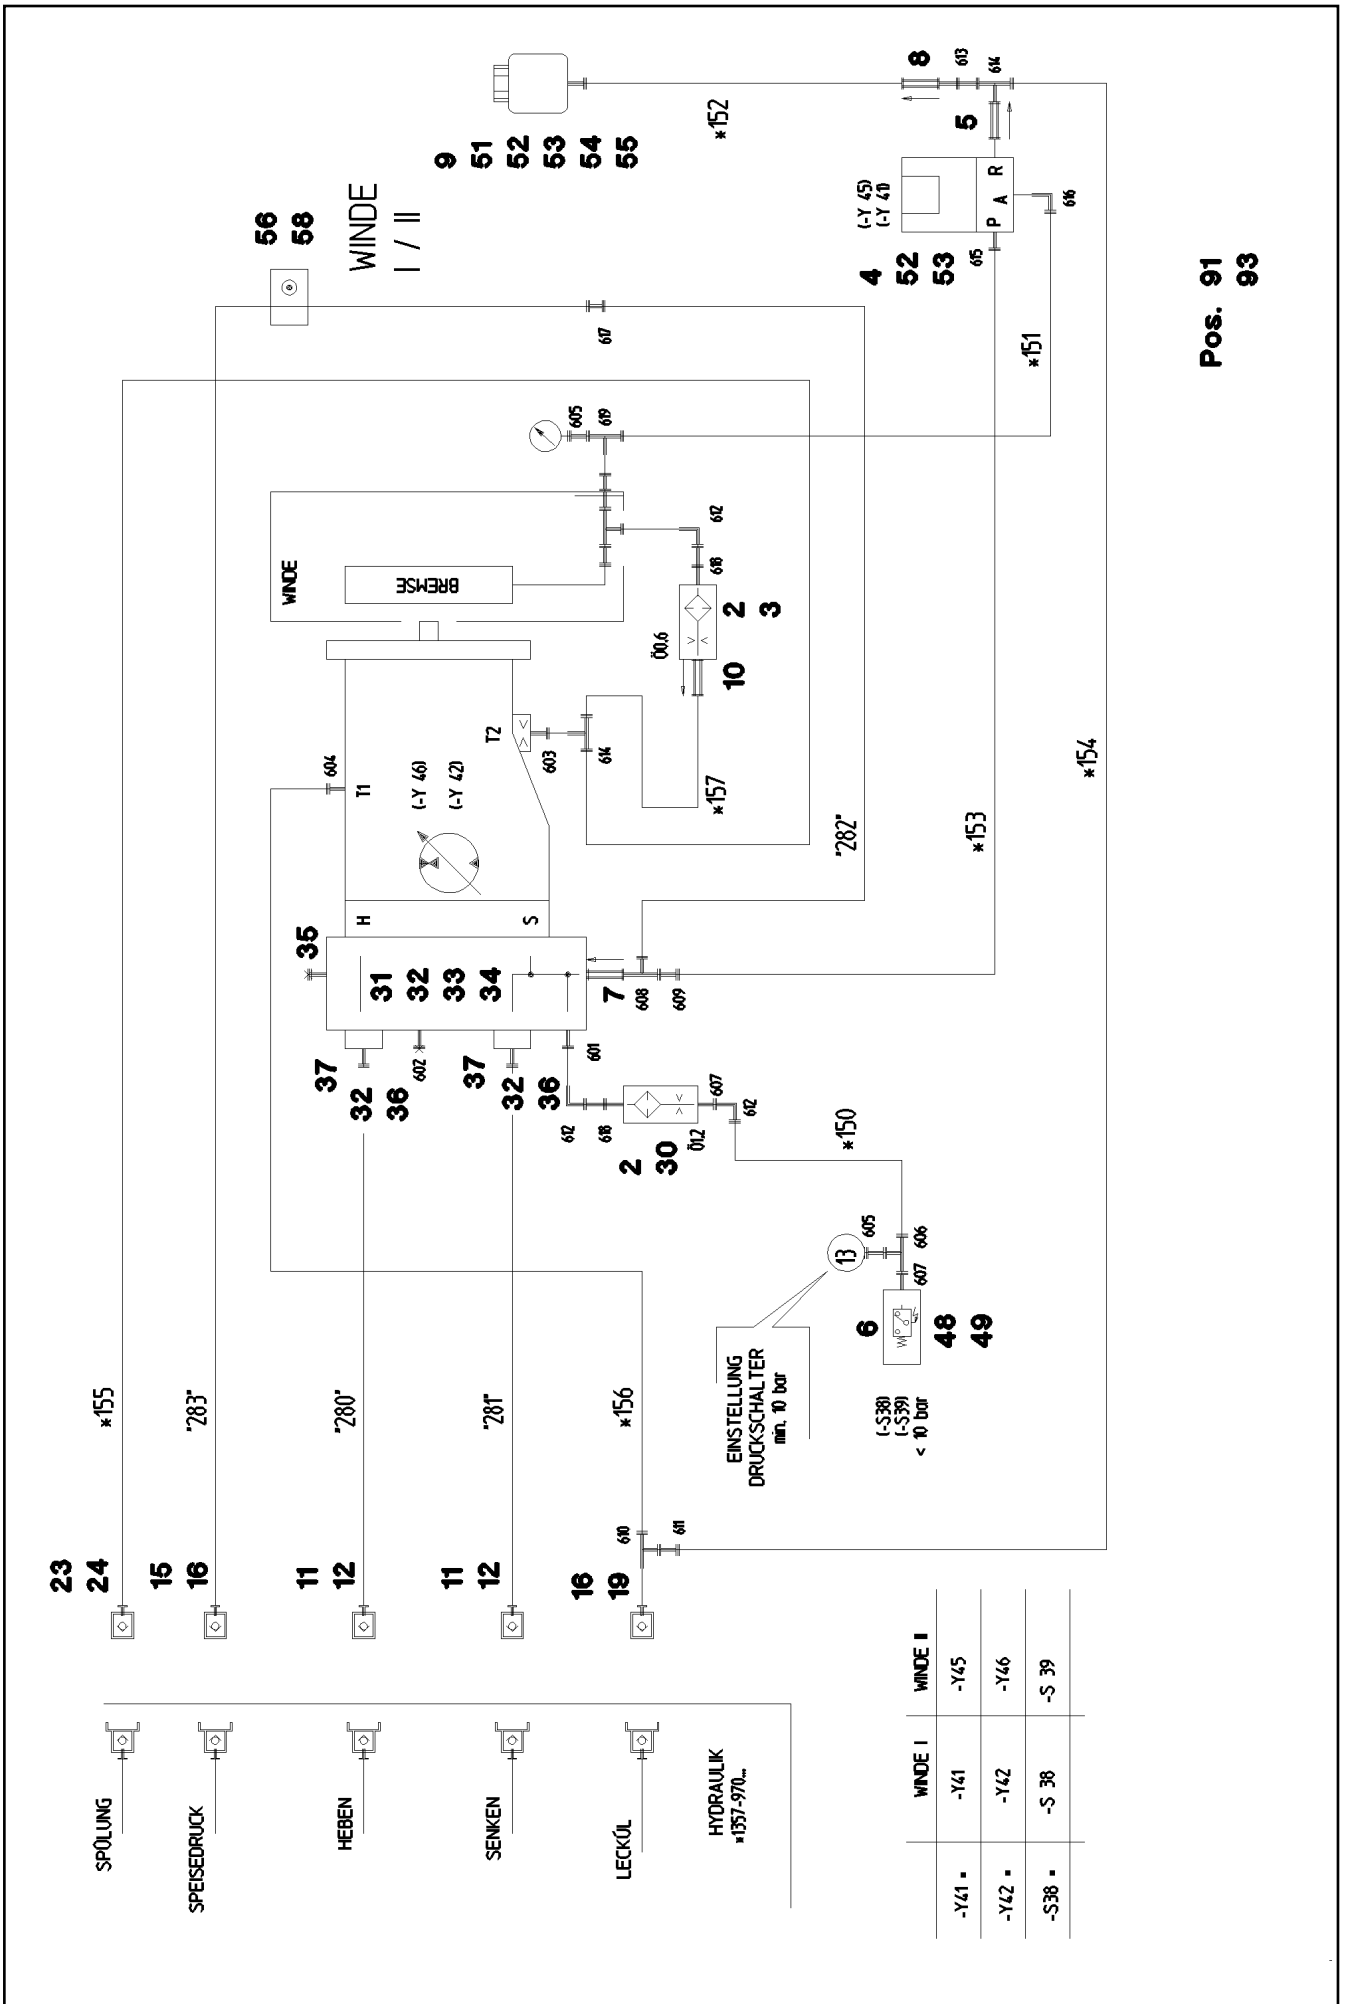 SPÖLUNG
SPEISEDRUCK
HEBEN
SENKEN
LECKÖL
HYDRAULIK
*1357-970...
23
24
15
16
11
12
11
12
16
19
*155
"283"
"280"
"281"
*156
610
611
WINDE I
WINDE II
-Y41 =
-Y41
-Y45
-Y42 =
-Y42
-Y46
-S38 =
-S 38
-S 39
EINSTELLUNG
DRUCKSCHALTER
min. 10 bar
(-S38)
(-S39)
< 10 bar
6
48
49
13
605
606
607
*150
37
32
36
602
37
32
36
601
612
618
2
30
Ö1.2
607
612
35
31
32
33
34
7
608
609
H
S
T1
604
T2
603
614
(-Y 46)
(-Y 42)
*157
"282"
*153
*154
WINDE
BREMSE
Ö0.6
10
2
3
618
612
605
619
617
*151
56
58
WINDE
I / II
9
51
52
53
54
55
*152
8
613
614
5
(-Y 45)
(-Y 41)
P
A
R
4
52
53
615
616
Pos. 91
93